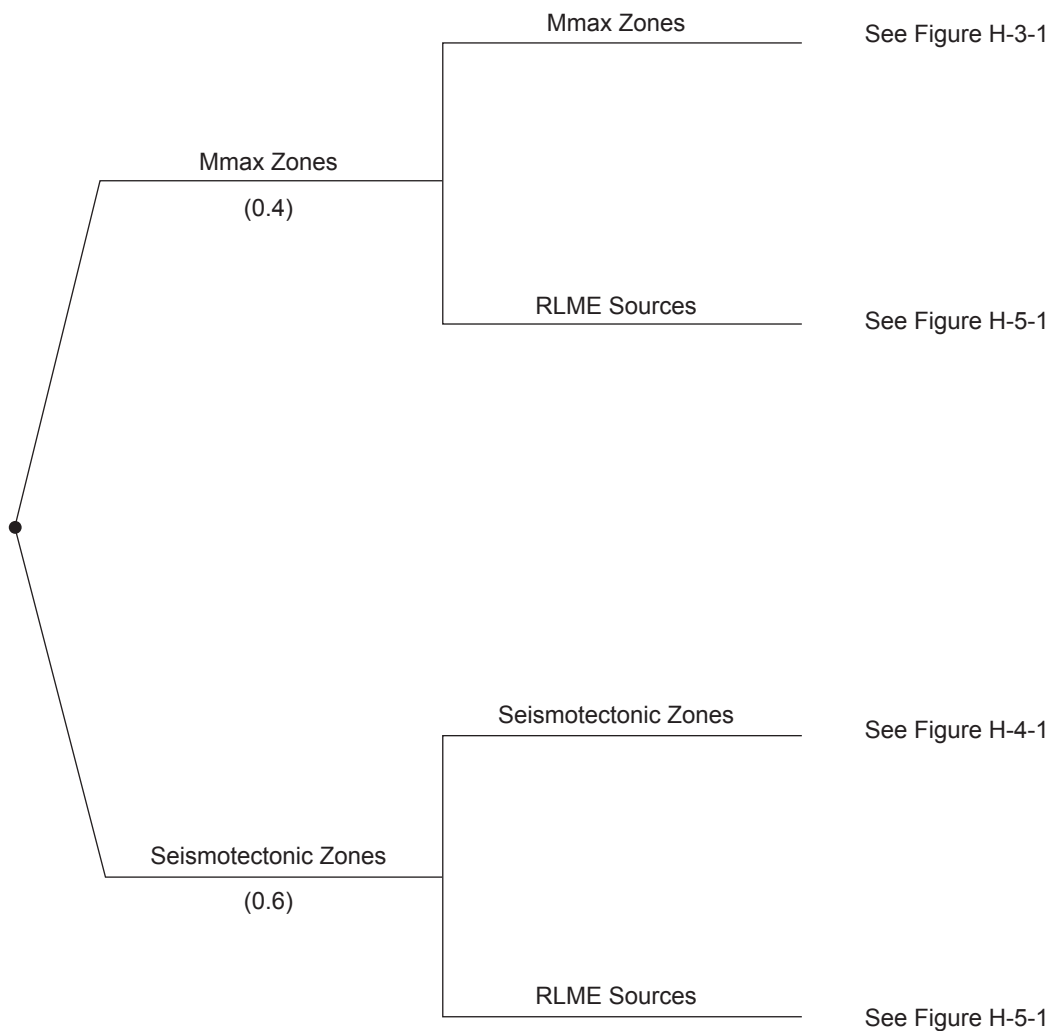 Mmax Zones
See Figure H-3-1
Mmax Zones
(0.4)
RLME Sources
See Figure H-5-1
Seismotectonic Zones
See Figure H-4-1
Seismotectonic Zones
(0.6)
RLME Sources
See Figure H-5-1